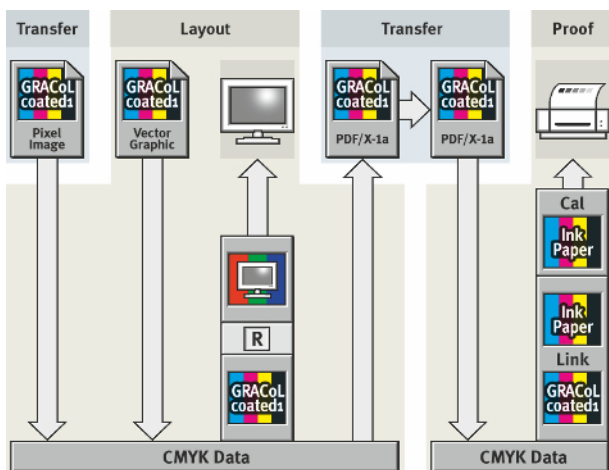 Transfer
Layout
Transfer
Proof
GRACoL
coated1
Pixel
Image
GRACoL
coated1
Vector
Graphic
GRACoL
coated1
PDF/X-1a
GRACoL
coated1
PDF/X-1a
Cal
Ink
Paper
Ink
Paper
Link
GRACoL
coated1
R
GRACoL
coated1
CMYK Data
CMYK Data